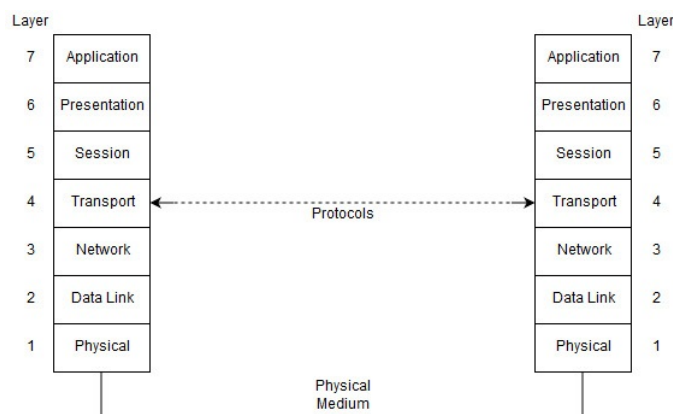 Layer Layer
7 Application Application 7
6 Presentation Presentation 6
5 Session Session 5
4 Transport Transport 4
Protocols
3 Network Network 3
2 Data Link Data Link 2
1 Physical Physical 1
Physical
Medium